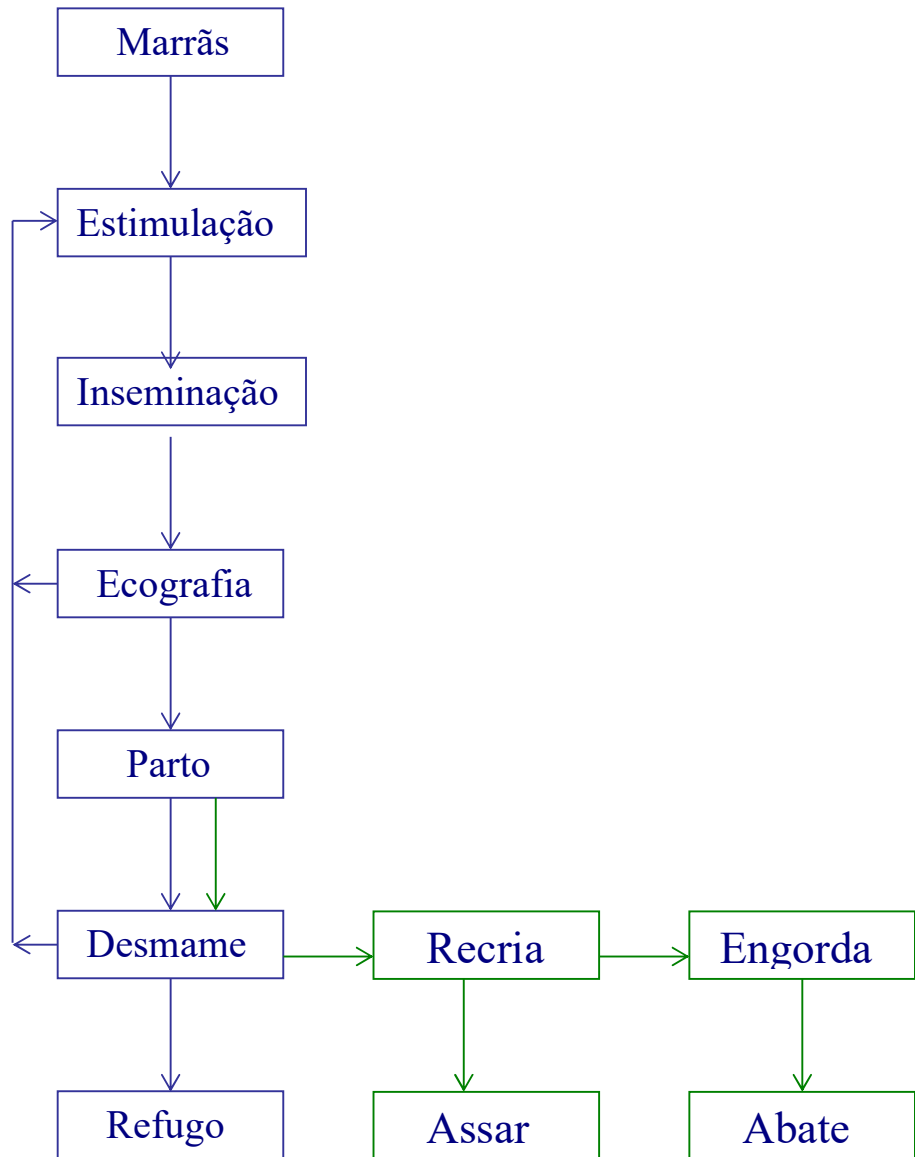 Marrãs
Estimulação
Inseminação
Ecografia
Parto
Desmame
Recria
Engorda
Refugo
Assar
Abate